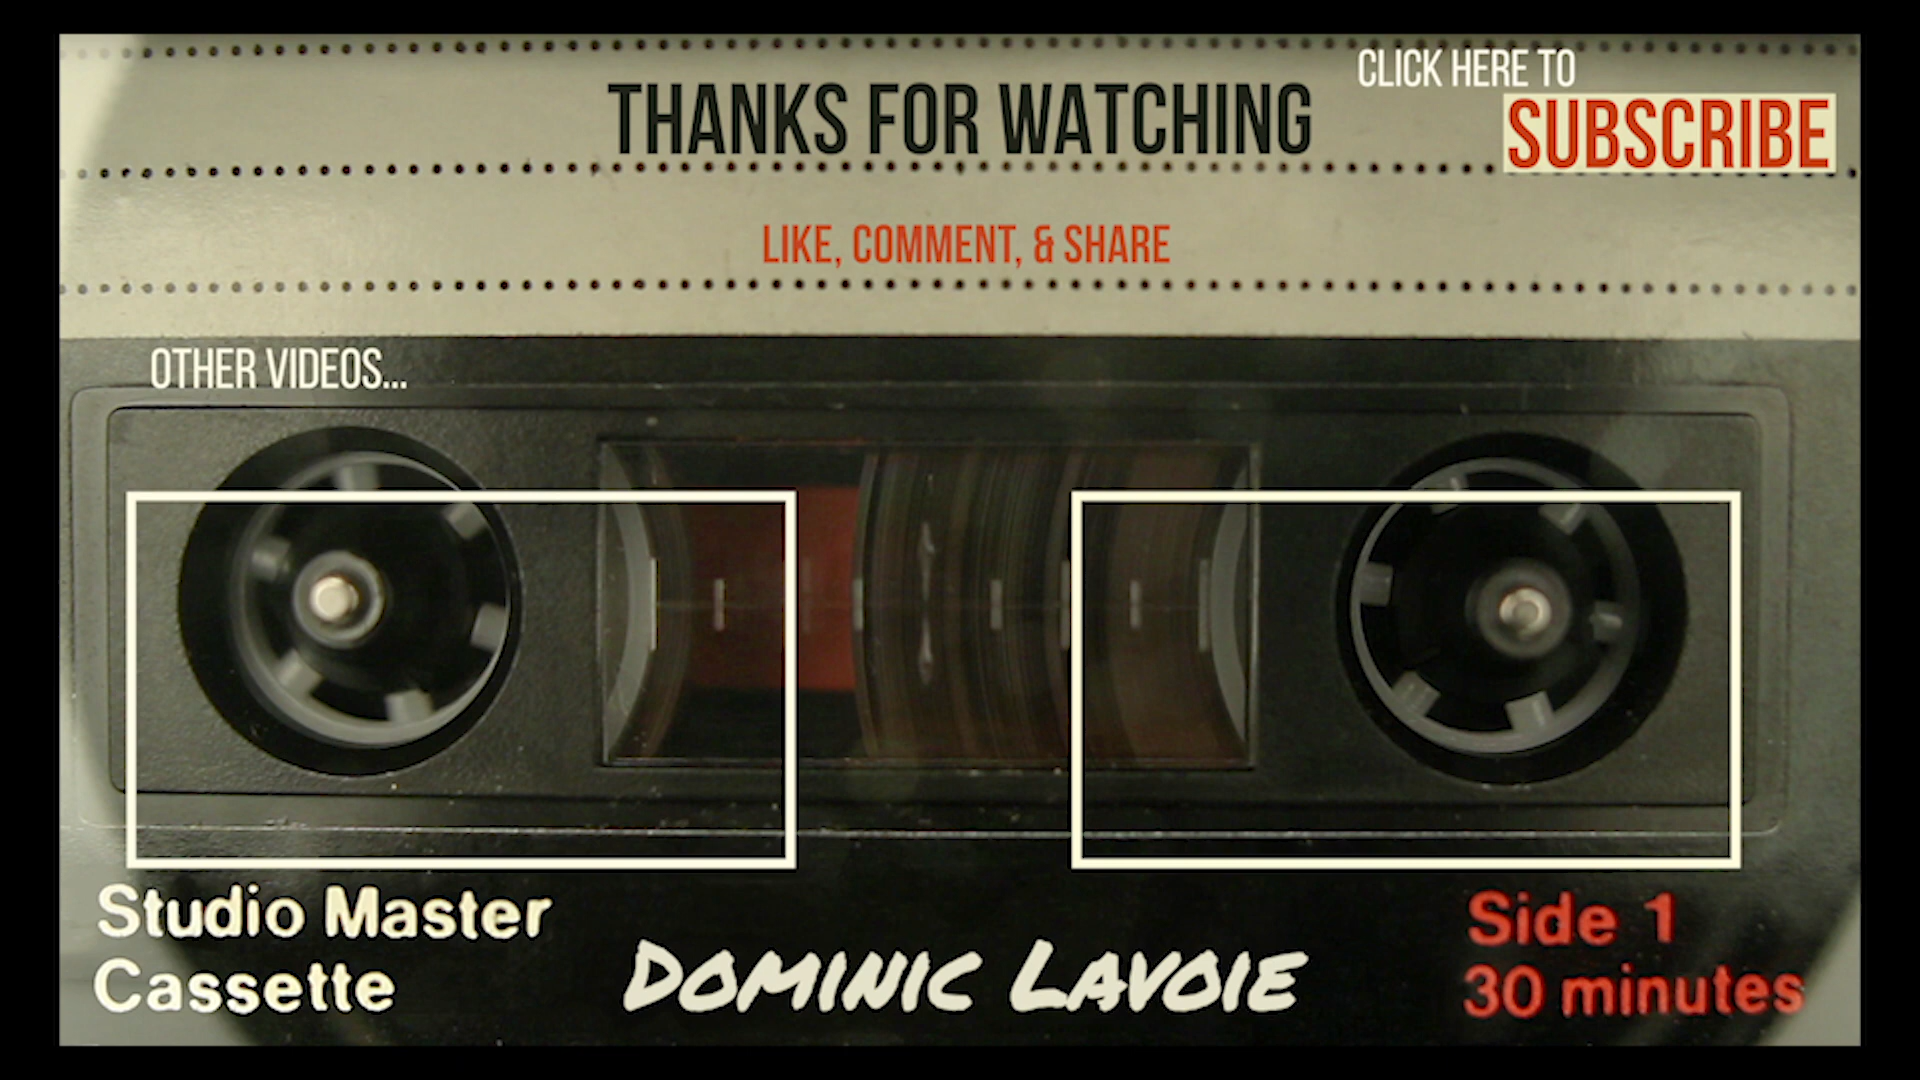 THANKS FOR WATCHING
CLICK HERE TO
SUBSCRIBE
LIKE, COMMENT, & SHARE
OTHER VIDEOS...
Studio Master
Cassette
DOMINIC LAVOIE
Side 1
30 minutes